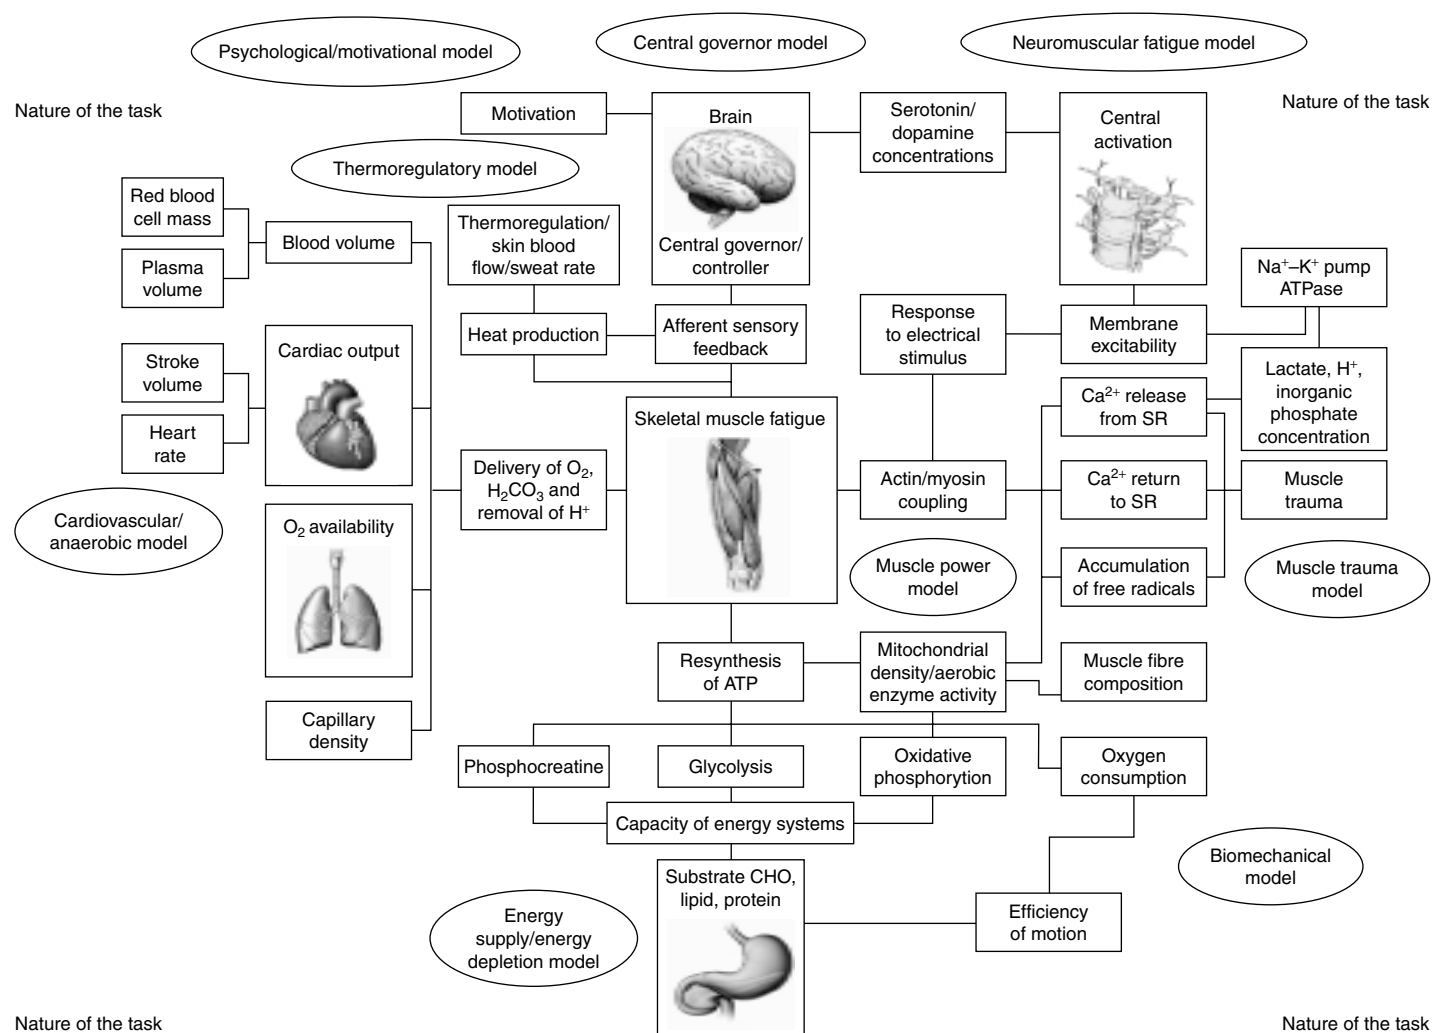 Psychological/motivational model
Central governor model
Neuromuscular fatigue model
Nature of the task
Nature of the task
Motivation
Brain
Central governor/
controller
Serotonin/
dopamine
concentrations
Central
activation
Thermoregulatory model
Red blood
cell mass
Plasma
volume
Blood volume
Thermoregulation/
skin blood
flow/sweat rate
Heat production
Afferent sensory
feedback
Response
to electrical
stimulus
Membrane
excitability
Na⁺–K⁺ pump
ATPase
Stroke
volume
Heart
rate
Cardiac output
Skeletal muscle fatigue
Ca²⁺ release
from SR
Lactate, H⁺,
inorganic
phosphate
concentration
Delivery of O₂,
H₂CO₃ and
removal of H⁺
Actin/myosin
coupling
Ca²⁺ return
to SR
Muscle
trauma
Cardiovascular/
anaerobic model
O₂ availability
Muscle power
model
Accumulation
of free radicals
Muscle trauma
model
Resynthesis
of ATP
Mitochondrial
density/aerobic
enzyme activity
Muscle fibre
composition
Capillary
density
Phosphocreatine
Glycolysis
Oxidative
phosphorytion
Oxygen
consumption
Capacity of energy systems
Biomechanical
model
Substrate CHO,
lipid, protein
Energy
supply/energy
depletion model
Efficiency
of motion
Nature of the task
Nature of the task